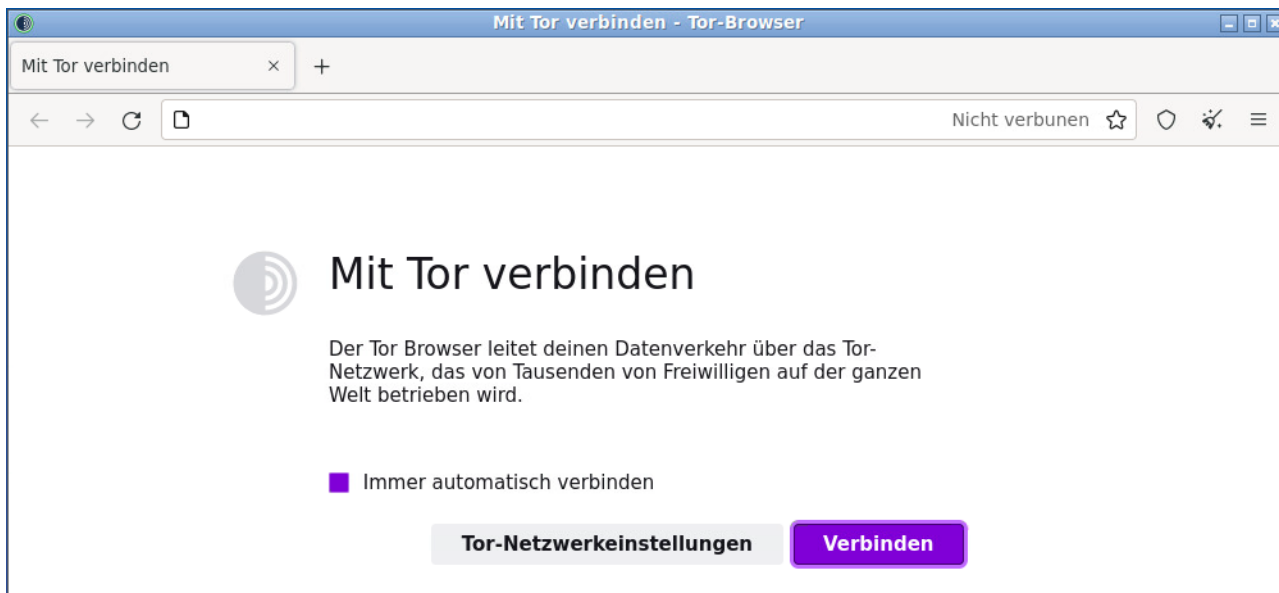 Mit Tor verbinden - Tor-Browser
Mit Tor verbinden
Nicht verbunen
Mit Tor verbinden
Der Tor Browser leitet deinen Datenverkehr über das Tor-
Netzwerk, das von Tausenden von Freiwilligen auf der ganzen
Welt betrieben wird.
Immer automatisch verbinden
Tor-Netzwerkeinstellungen
Verbinden